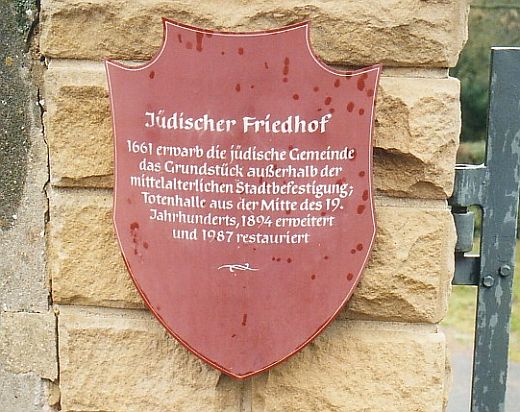 Jüdischer Friedhof
1661 erwarb die jüdische Gemeinde
das Grundstück außerhalb der
mittelalterlichen Stadtbefestigung;
Totenhalle aus der Mitte des 19.
Jahrhunderts, 1894 erweitert
und 1987 restauriert